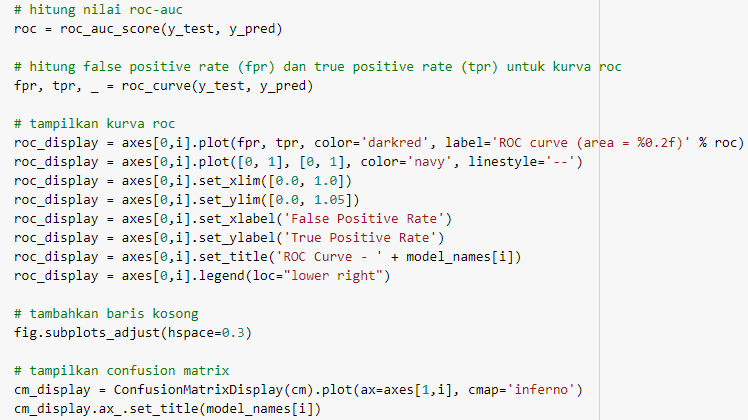 # hitung nilai roc-auc
roc = roc_auc_score(y_test, y_pred)
# hitung false positive rate (fpr) dan true positive rate (tpr) untuk kurva roc
fpr, tpr, _ = roc_curve(y_test, y_pred)
# tampilkan kurva roc
roc_display = axes[0,i].plot(fpr, tpr, color='darkred', label='ROC curve (area = %0.2f)' % roc)
roc_display = axes[0,i].plot([0, 1], [0, 1], color='navy', linestyle='--')
roc_display = axes[0,i].set_xlim([0.0, 1.0])
roc_display = axes[0,i].set_ylim([0.0, 1.05])
roc_display = axes[0,i].set_xlabel('False Positive Rate')
roc_display = axes[0,i].set_ylabel('True Positive Rate')
roc_display = axes[0,i].set_title('ROC Curve - ' + model_names[i])
roc_display = axes[0,i].legend(loc="lower right")
# tambahkan baris kosong
fig.subplots_adjust(hspace=0.3)
# tampilkan confusion matrix
cm_display = ConfusionMatrixDisplay(cm).plot(ax=axes[1,i], cmap='inferno')
cm_display.ax_.set_title(model_names[i])